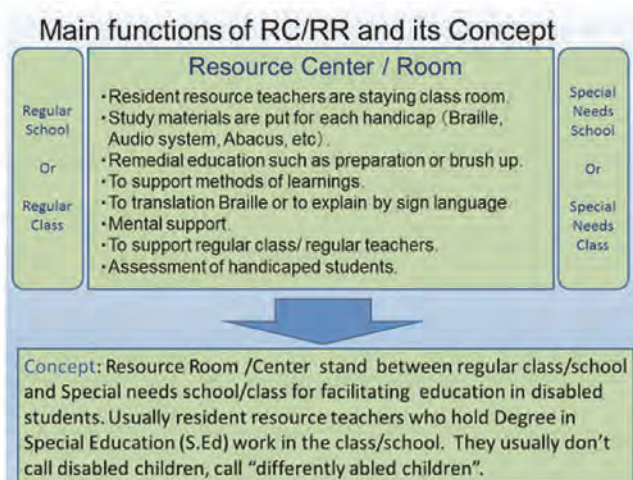 Main functions of RC/RR and its Concept
Regular
School
Or
Regular
Class
Resource Center / Room
・Resident resource teachers are staying class room.
・Study materials are put for each handicap (Braille,
Audio system, Abacus, etc).
・Remedial education such as preparation or brush up.
・To support methods of learnings.
・To translation Braille or to explain by sign language
・Mental support.
・To support regular class/ regular teachers.
・Assessment of handicaped students.
Special
Needs
School
Or
Special
Needs
Class
Concept: Resource Room /Center stand between regular class/school
and Special needs school/class for facilitating education in disabled
students. Usually resident resource teachers who hold Degree in
Special Education (S.Ed) work in the class/school. They usually don't
call disabled children, call "differently abled children".